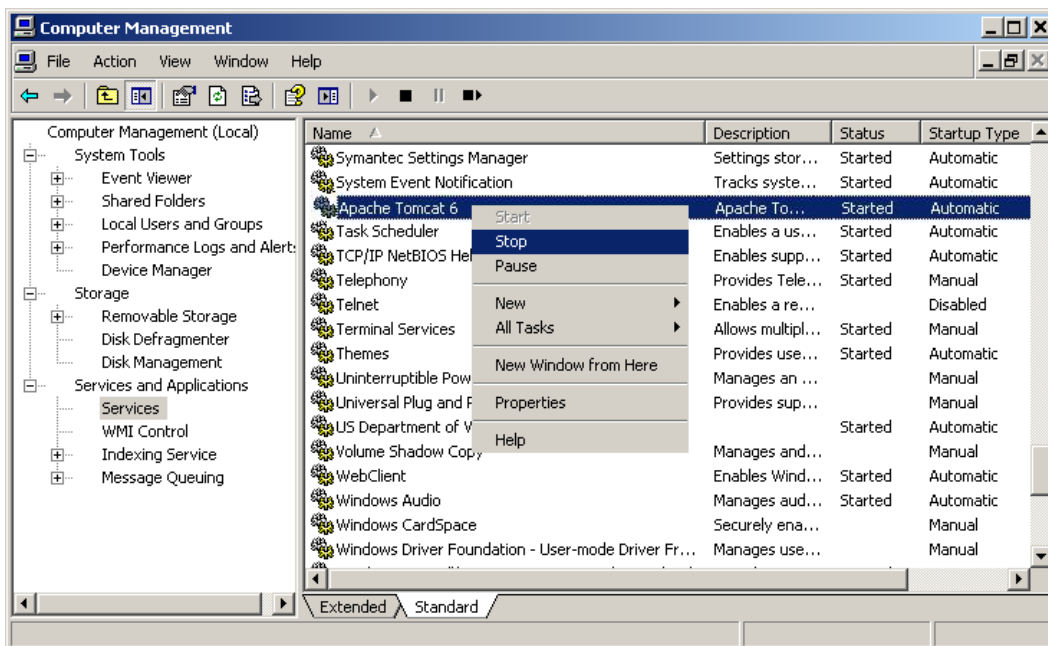 Computer Management
File Action View Window Help
Computer Management (Local)
System Tools
Event Viewer
Shared Folders
Local Users and Groups
Performance Logs and Alert
Device Manager
Storage
Removable Storage
Disk Defragmenter
Disk Management
Services and Applications
Services
WMI Control
Indexing Service
Message Queuing
Name Description Status Startup Type
Symantec Settings Manager Settings stor... Started Automatic
System Event Notification Tracks syste... Started Automatic
Apache Tomcat 6 Apache To... Started Automatic
Task Scheduler Enables a us... Started Automatic
TCP/IP NetBIOS Hel Enables supp... Started Automatic
Telephony Provides Tele... Started Manual
Telnet Enables a re... Disabled
Terminal Services Allows multipl... Started Manual
Themes Provides use... Started Automatic
Uninterruptible Pow Manages an ... Manual
Universal Plug and Provides sup... Manual
US Department of Started Automatic
Volume Shadow Copy Manages and... Manual
WebClient Enables Wind... Started Automatic
Windows Audio Manages aud... Started Automatic
Windows CardSpace Securely ena... Manual
Windows Driver Foundation - User-mode Driver Fr... Manages use... Manual
Start
Stop
Pause
New
All Tasks
New Window from Here
Properties
Help
Extended Standard